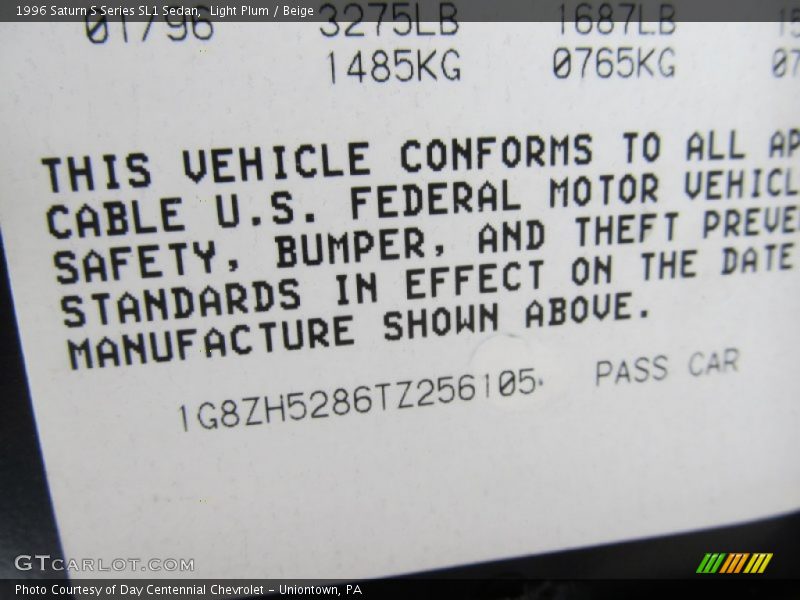 1996 Saturn S Series SL1 Sedan, Light Plum / Beige
01/96 3275LB 1687LB
1485KG 0765KG
THIS VEHICLE CONFORMS TO ALL AP
CABLE U.S. FEDERAL MOTOR VEHICL
SAFETY, BUMPER, AND THEFT PREVE
STANDARDS IN EFFECT ON THE DATE
MANUFACTURE SHOWN ABOVE.
1G8ZH5286TZ256105 PASS CAR
GTCARLOT.COM
Photo Courtesy of Day Centennial Chevrolet - Uniontown, PA